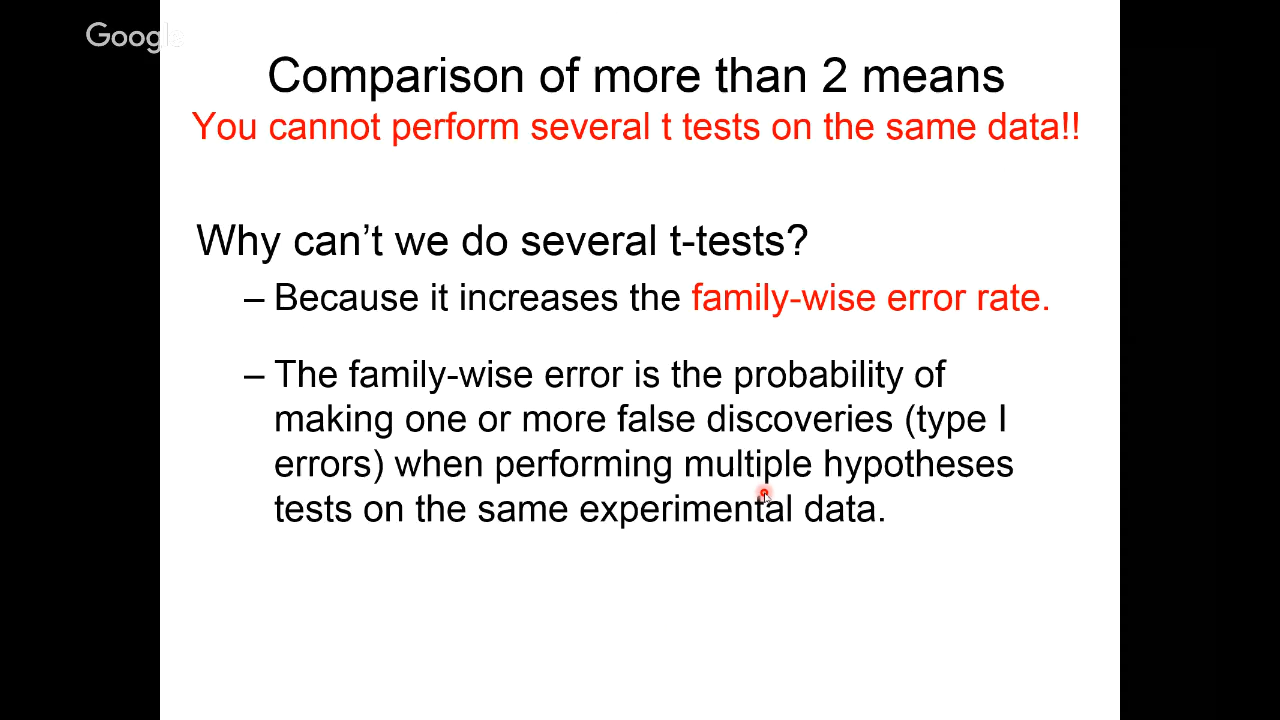 Google
Comparison of more than 2 means
You cannot perform several t tests on the same data!!
Why can’t we do several t-tests?
– Because it increases the family-wise error rate.
– The family-wise error is the probability of
making one or more false discoveries (type I
errors) when performing multiple hypotheses
tests on the same experimental data.